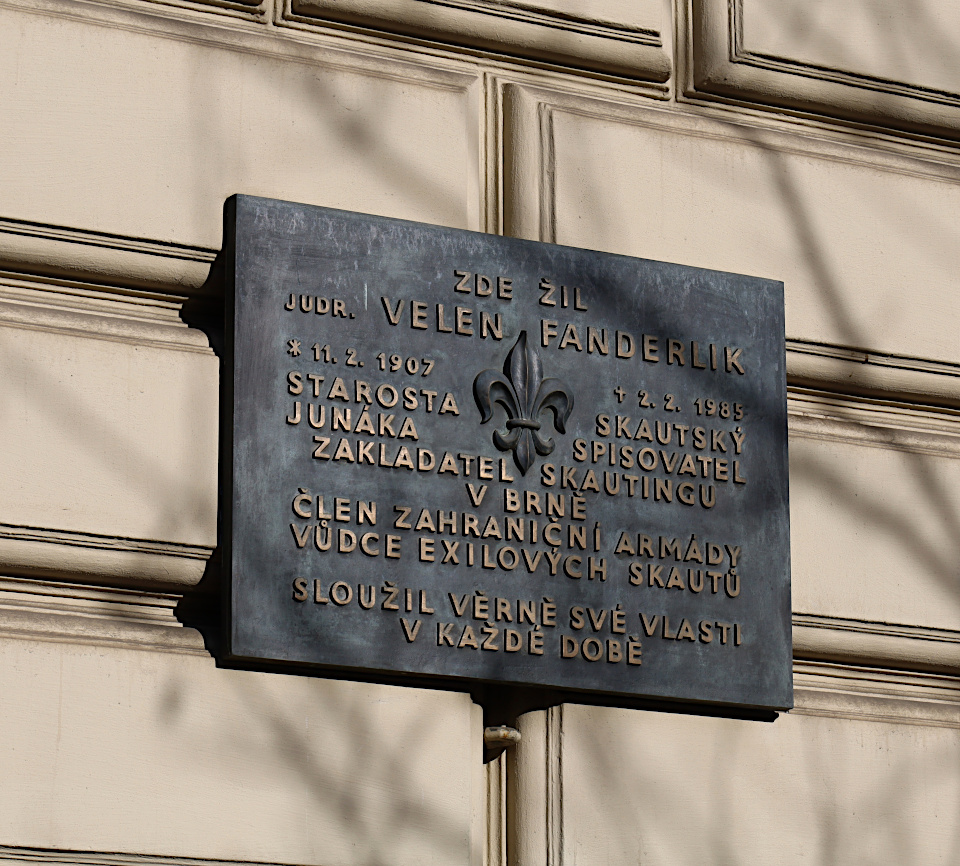 ZDE ŽIL
JUDR. VELEN FANDERLIK
* 11. 2. 1907 † 2. 2. 1985
STAROSTA SKAUTSKÝ
JUNÁKA SPISOVATEL
ZAKLADATEL SKAUTINGU
V BRNĚ
ČLEN ZAHRANIČNÍ ARMÁDY
VŮDCE EXILOVÝCH SKAUTŮ
SLOUŽIL VĚRNĚ SVÉ VLASTI
V KAŽDÉ DOBĚ